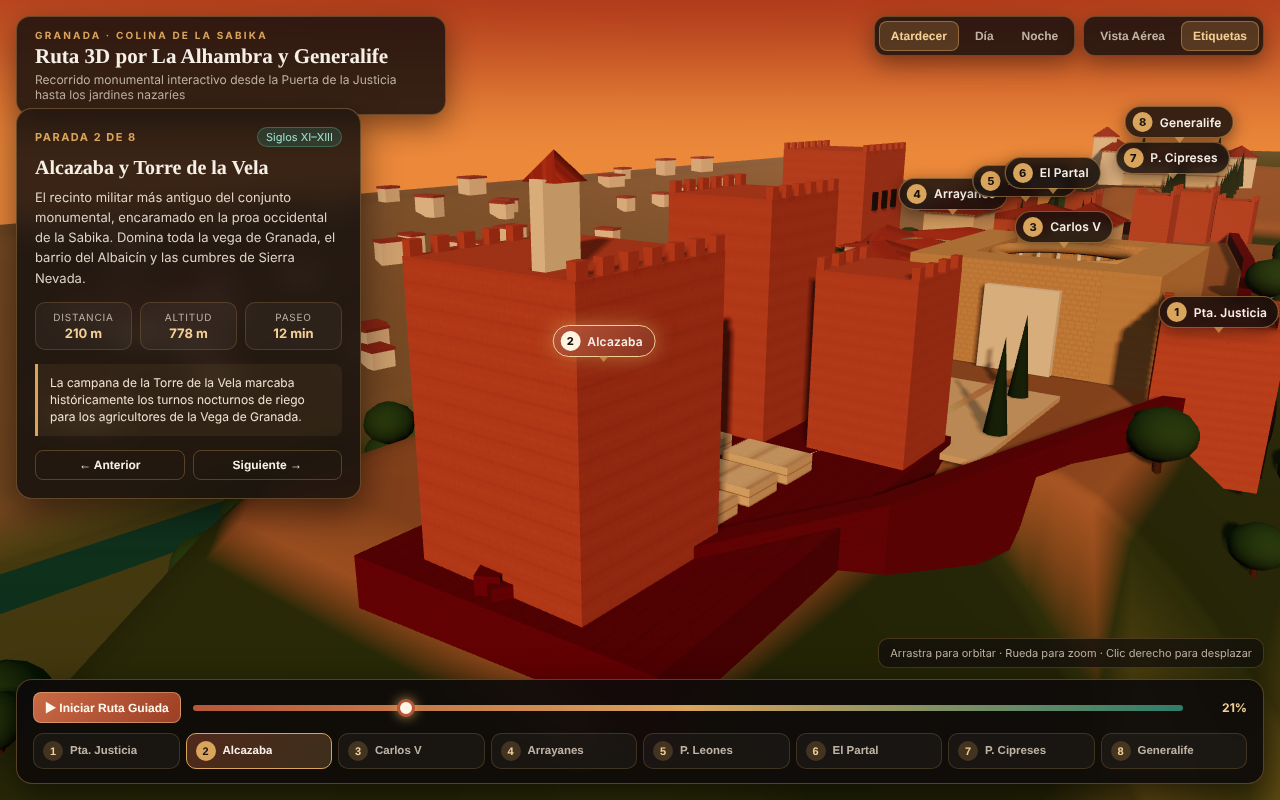 GRANADA · COLINA DE LA SABIKA
Ruta 3D por La Alhambra y Generalife
Recorrido monumental interactivo desde la Puerta de la Justicia
hasta los jardines nazaríes
Atardecer Día Noche
Vista Aérea Etiquetas
PARADA 2 DE 8
Siglos XI–XIII
Alcazaba y Torre de la Vela
El recinto militar más antiguo del conjunto
monumental, encaramado en la proa occidental
de la Sabika. Domina toda la vega de Granada, el
barrio del Albaicín y las cumbres de Sierra
Nevada.
DISTANCIA
210 m
ALTITUD
778 m
PASEO
12 min
La campana de la Torre de la Vela marcaba
históricamente los turnos nocturnos de riego
para los agricultores de la Vega de Granada.
← Anterior
Siguiente →
8 Generalife
7 P. Cipreses
6 El Partal
5
4 Arrayanes
3 Carlos V
1 Pta. Justicia
2 Alcazaba
Arrastra para orbitar · Rueda para zoom · Clic derecho para desplazar
▶ Iniciar Ruta Guiada
21%
1 Pta. Justicia
2 Alcazaba
3 Carlos V
4 Arrayanes
5 P. Leones
6 El Partal
7 P. Cipreses
8 Generalife